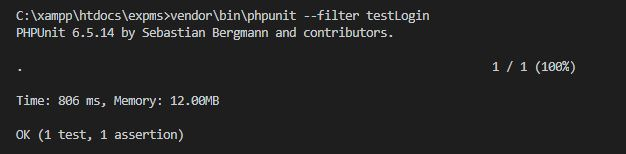 C:\xampp\htdocs\expms>vendor\bin\phpunit --filter testLogin
PHPUnit 6.5.14 by Sebastian Bergmann and contributors.
. 1 / 1 (100%)
Time: 806 ms, Memory: 12.00MB
OK (1 test, 1 assertion)